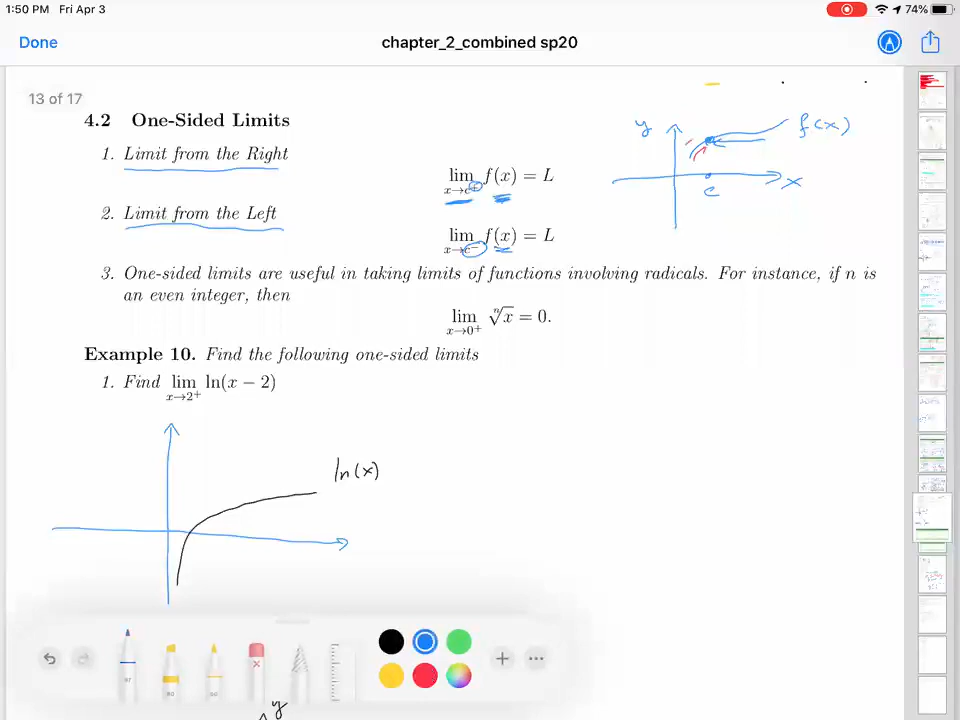 1:50 PM Fri Apr 3 74%
Done chapter_2_combined sp20
13 of 17
4.2 One-Sided Limits
y f(x)
x
c
1. Limit from the Right
lim x→c⁺ f(x) = L
2. Limit from the Left
lim x→c⁻ f(x) = L
3. One-sided limits are useful in taking limits of functions involving radicals. For instance, if n is
an even integer, then
lim x→0⁺ ⁿ√x = 0.
Example 10. Find the following one-sided limits
1. Find lim x→2⁺ ln(x − 2)
ln(x)
y